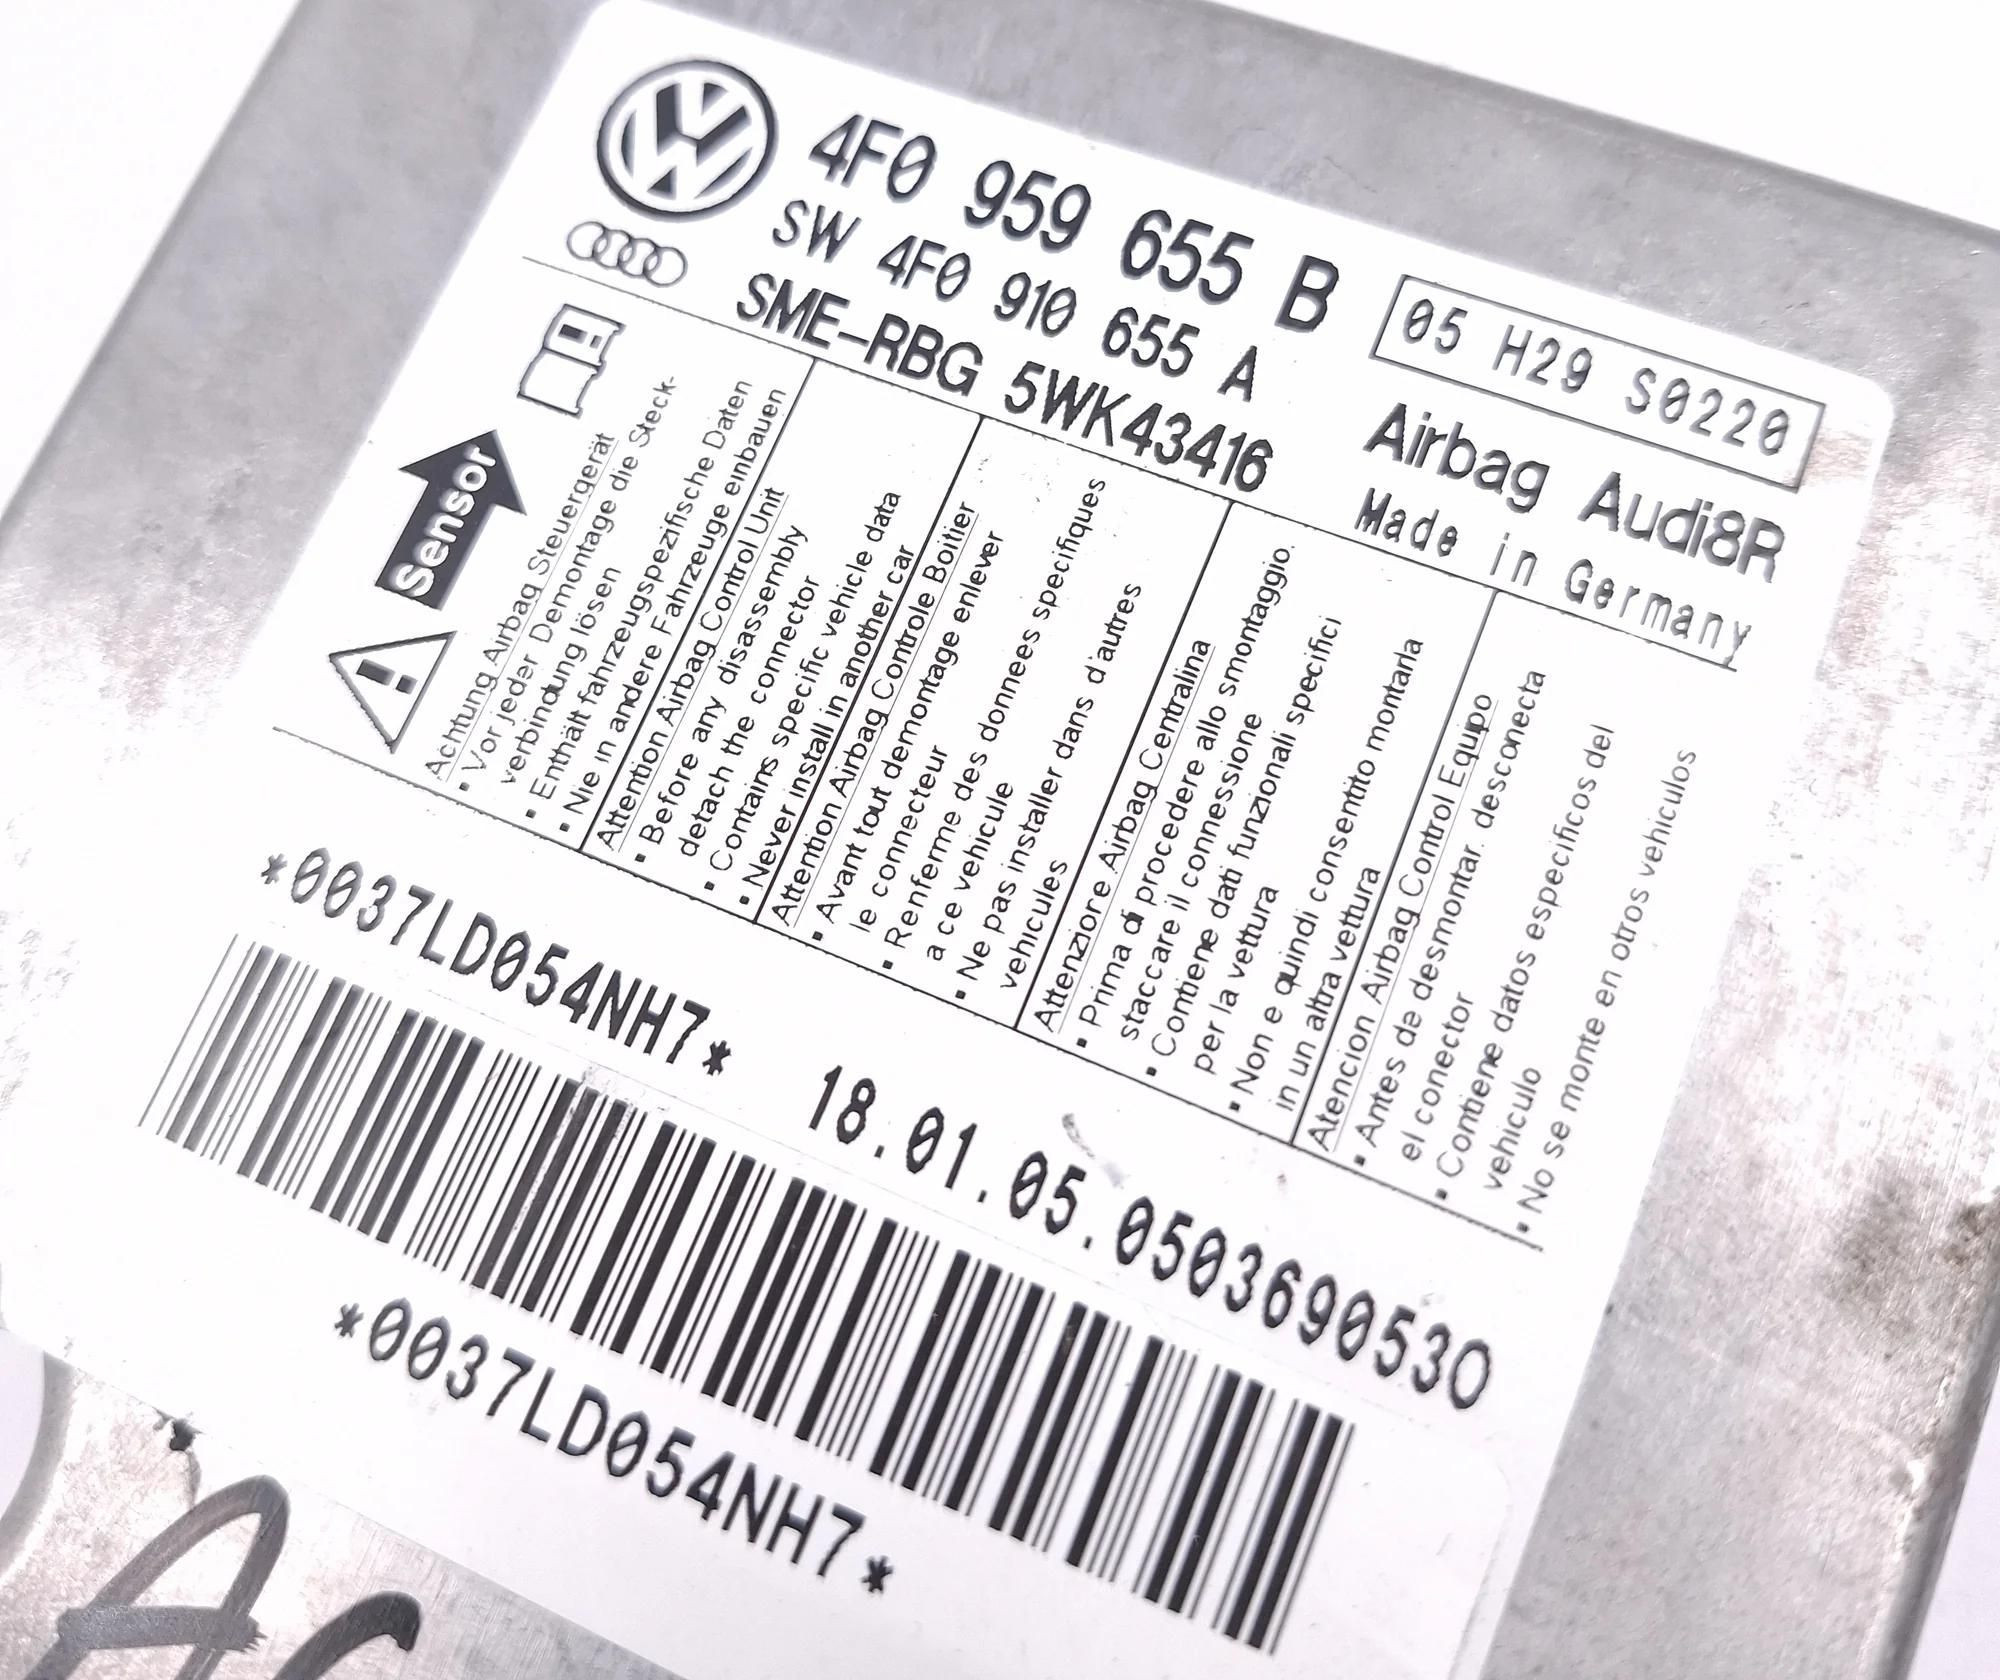 4F0 959 655 B
05 H29 S0220
SW 4F0 910 655 A
Airbag Audi8R
SME-RBG 5WK43416
Made in Germany
Sensor
Achtung Airbag Steuergerät
▪ Vor jeder Demontage die Steck-
verbindung lösen
▪ Enthält fahrzeugspezifische Daten
▪ Nie in andere Fahrzeuge einbauen
Attention Airbag Control Unit
▪ Before any disassembly
detach the connector
▪ Contains specific vehicle data
▪ Never install in another car
Attention Airbag Controle Boitier
▪ Avant tout demontage enlever
le connecteur
▪ Renferme des donnees specifiques
a ce vehicule
▪ Ne pas installer dans d'autres
vehicules
Attenzione Airbag Centralina
▪ Prima di procedere allo smontaggio.
staccare il connessione
▪ Contiene dati funzionali specifici
per la vettura
▪ Non e quindi consentito montarla
in un altra vettura
Atencion Airbag Control Equipo
▪ Antes de desmontar. desconecta
el conector
▪ Contiene datos especificos del
vehiculo
▪ No se monte en otros vehiculos
*0037LD054NH7*
18.01.05.0503690530
*0037LD054NH7*